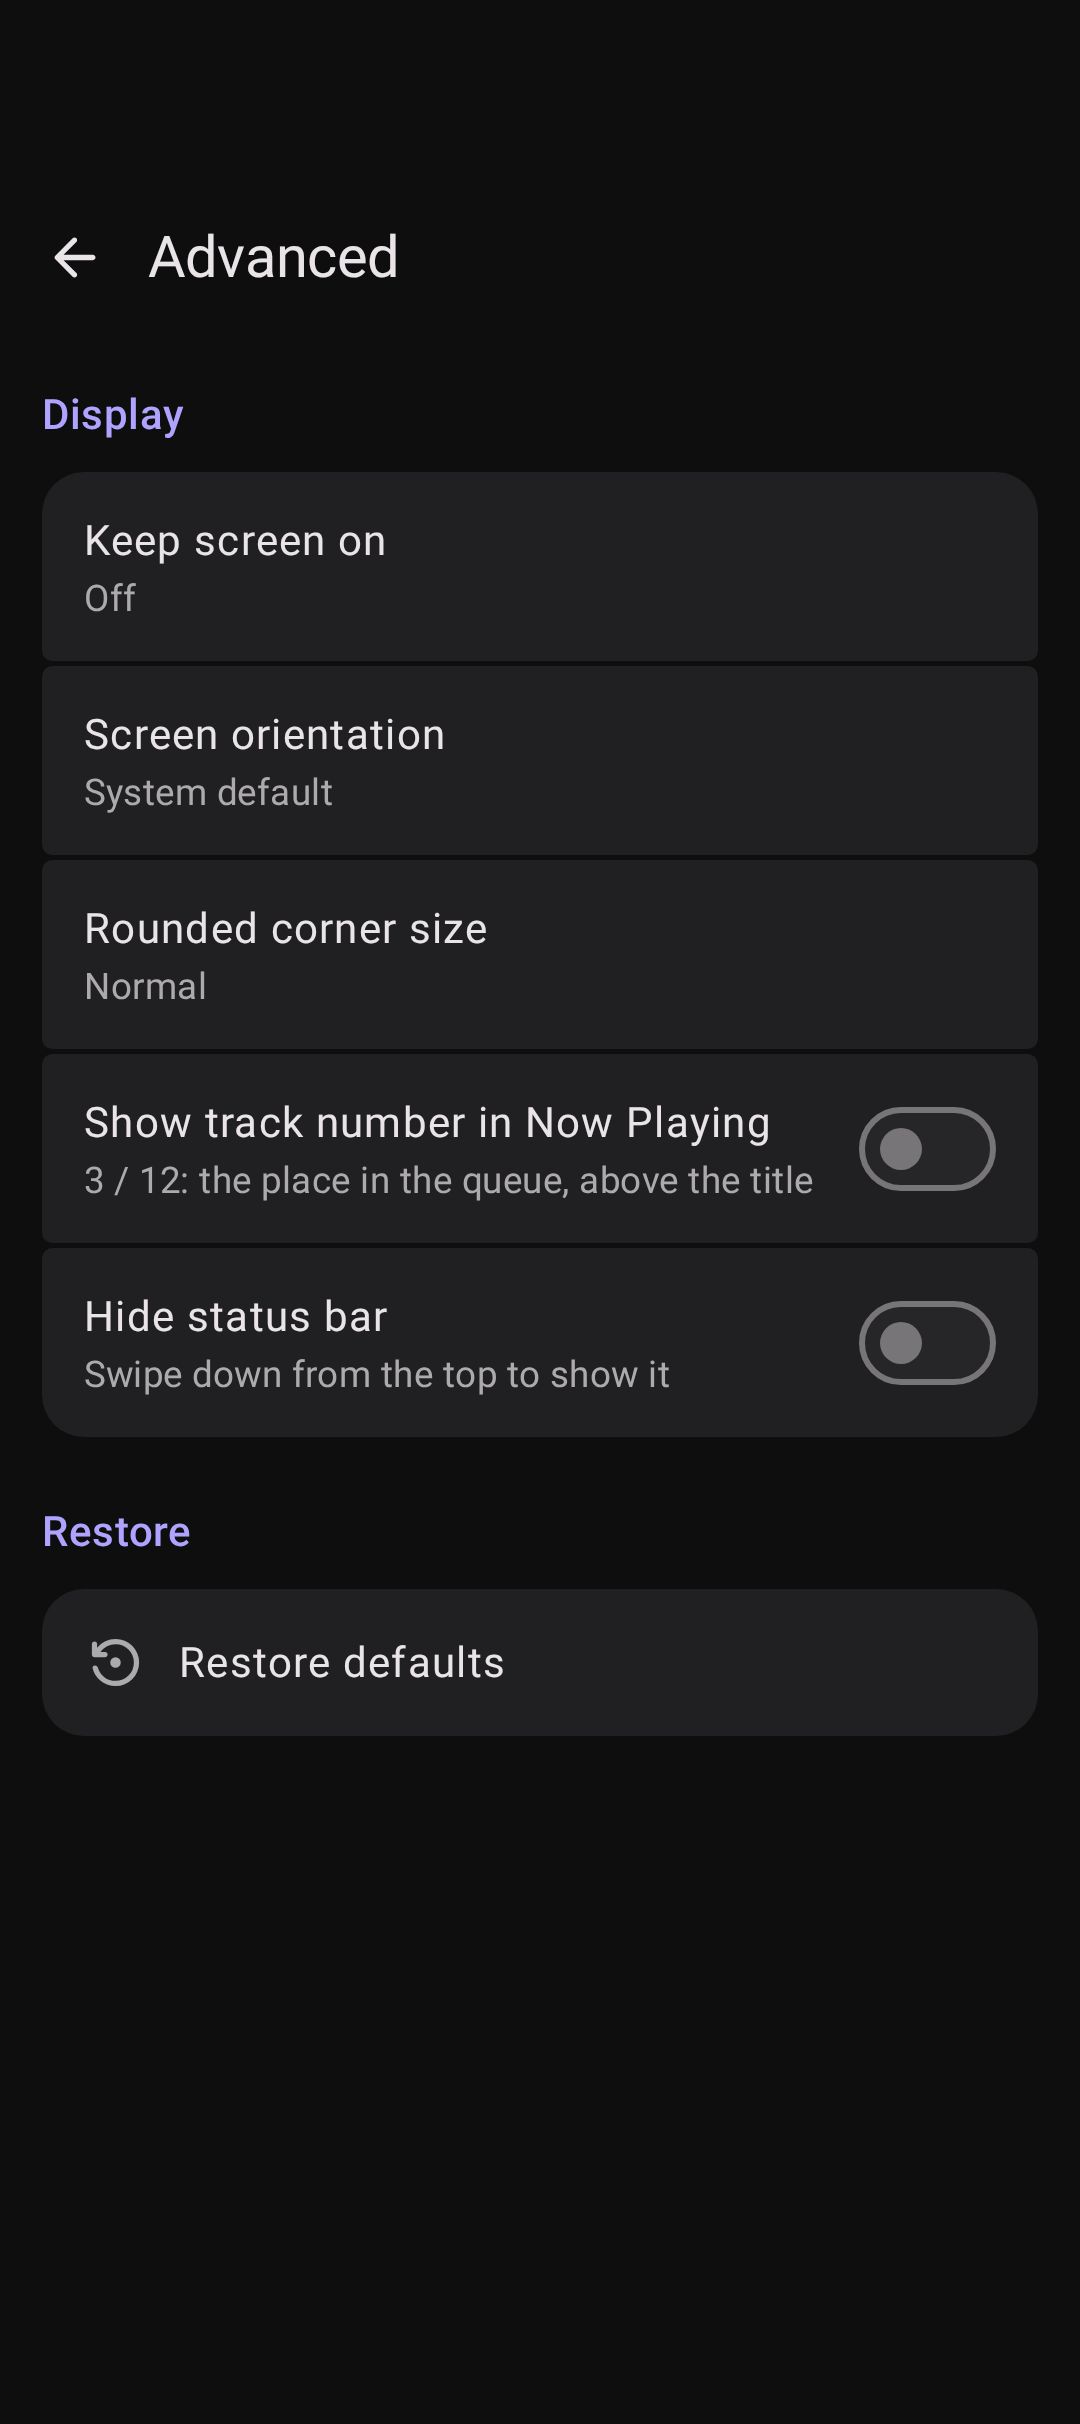 Advanced
Display
Keep screen on
Off
Screen orientation
System default
Rounded corner size
Normal
Show track number in Now Playing
3 / 12: the place in the queue, above the title
Hide status bar
Swipe down from the top to show it
Restore
Restore defaults